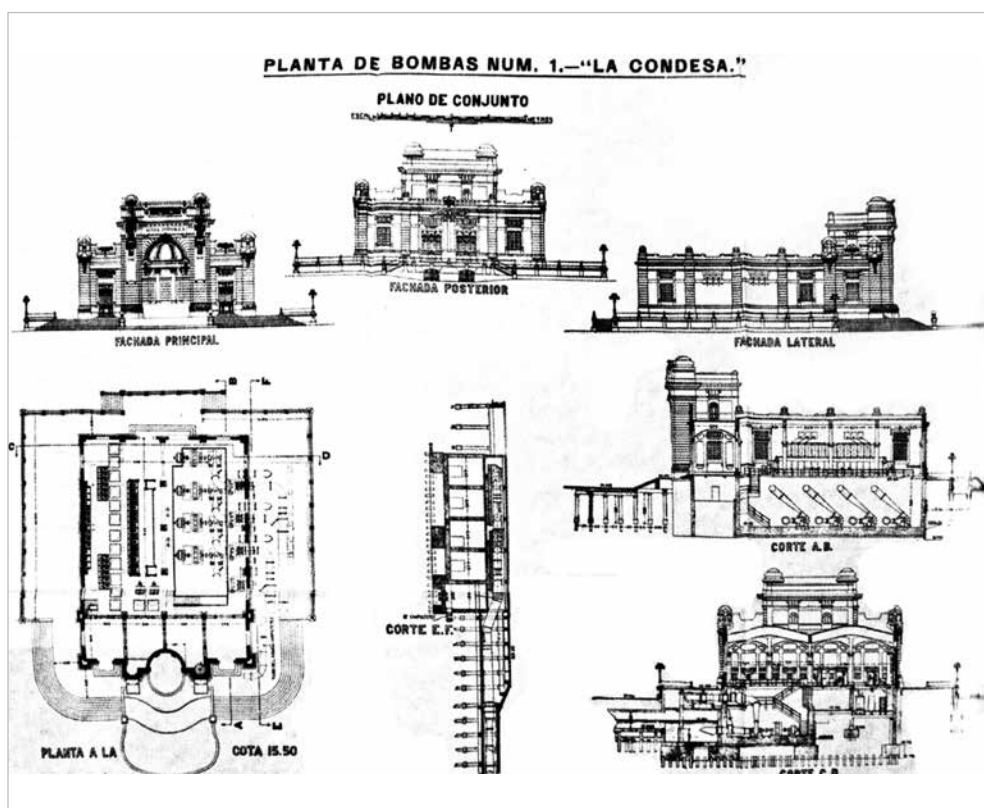 PLANTA DE BOMBAS NUM. 1.—"LA CONDESA."
PLANO DE CONJUNTO
FACHADA PRINCIPAL
FACHADA POSTERIOR
FACHADA LATERAL
B F
C D
A E
PLANTA A LA COTA 15.50
CORTE E.F.
CORTE A.B.
CORTE C.D.